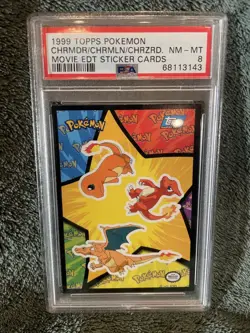 1999 TOPPS POKEMON
CHRMDR/CHRMLN/CHRZRD. NM - MT
MOVIE EDT STICKER CARDS 8
PSA 68113143
Pokémon
Pokémon